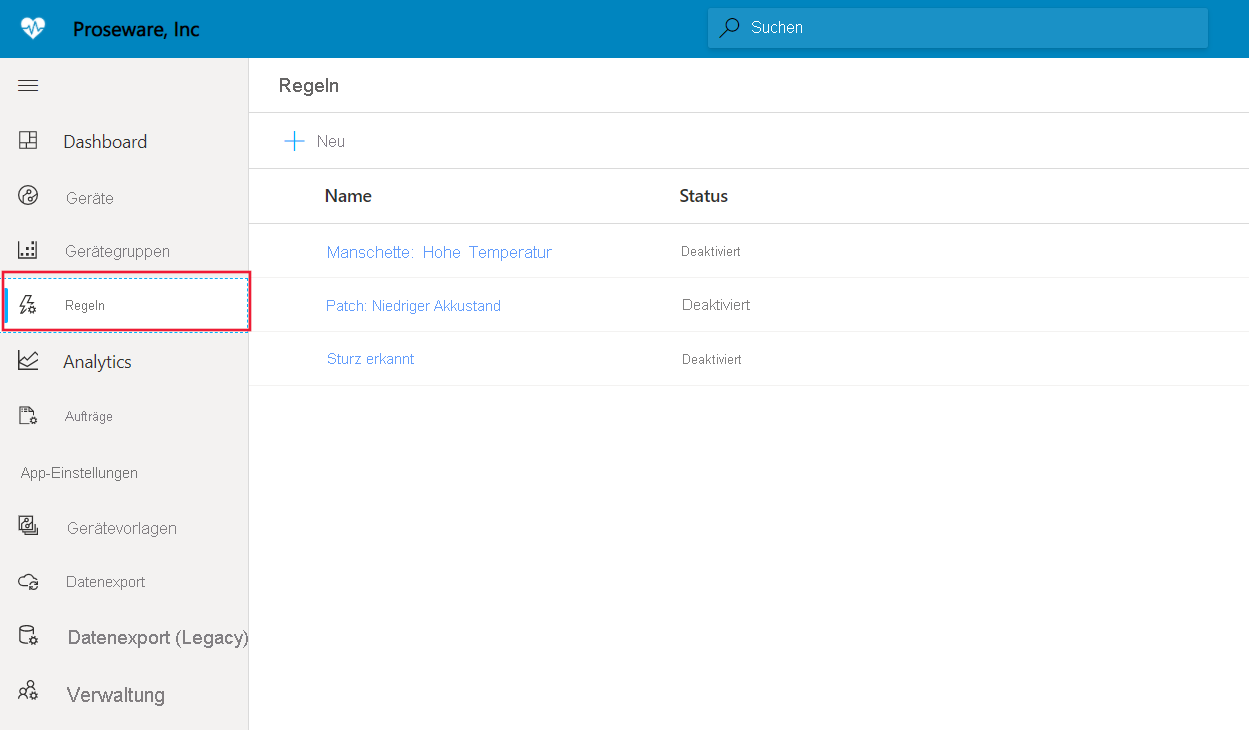 Proseware, Inc
Suchen
Dashboard
Geräte
Gerätegruppen
Regeln
Analytics
Aufträge
App-Einstellungen
Gerätevorlagen
Datenexport
Datenexport (Legacy)
Verwaltung
Regeln
Neu
Name Status
Manschette: Hohe Temperatur Deaktiviert
Patch: Niedriger Akkustand Deaktiviert
Sturz erkannt Deaktiviert